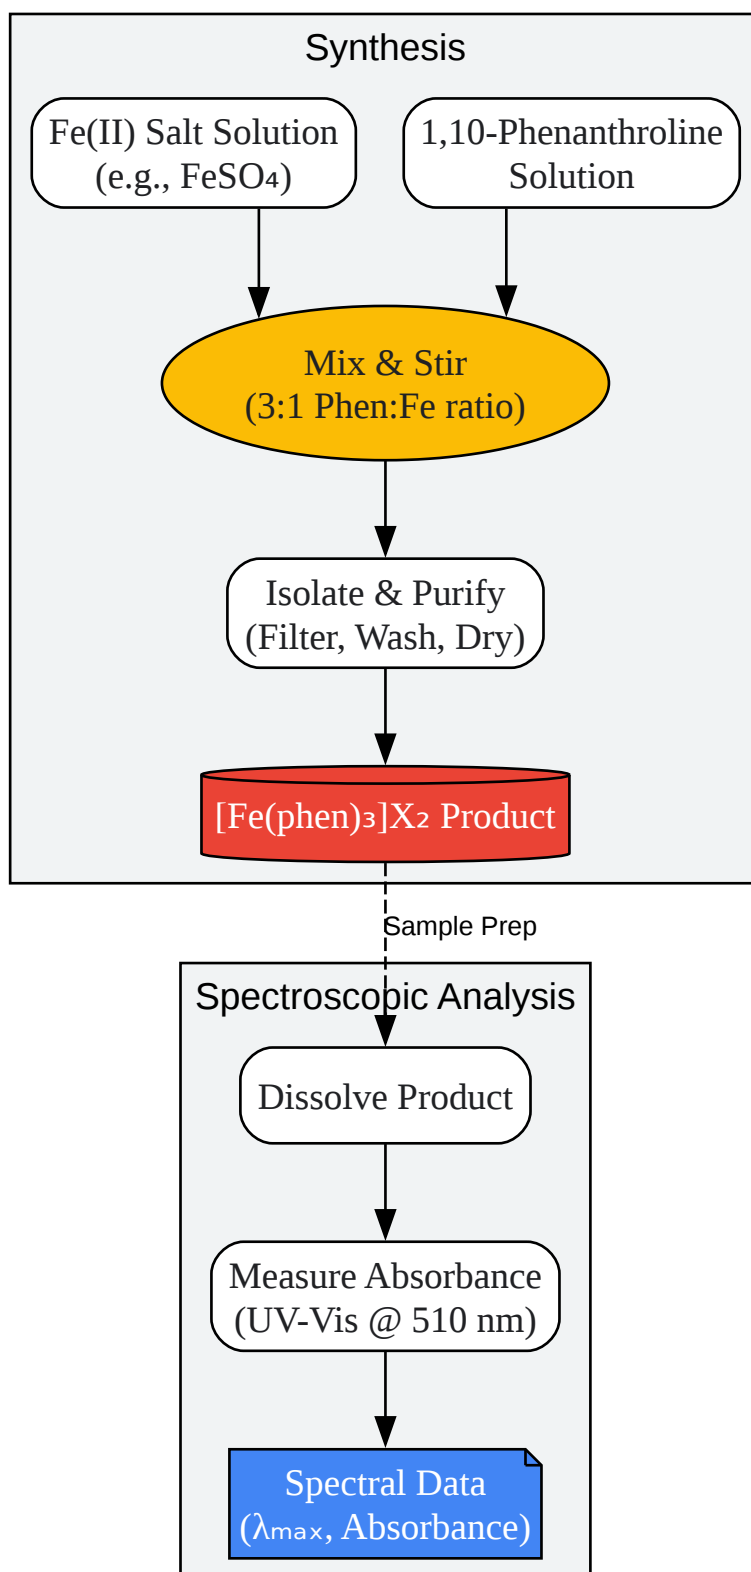 Synthesis
Fe(II) Salt Solution
(e.g., FeSO₄)
1,10-Phenanthroline
Solution
Mix & Stir
(3:1 Phen:Fe ratio)
Isolate & Purify
(Filter, Wash, Dry)
[Fe(phen)₃]X₂ Product
Sample Prep
Spectroscopic Analysis
Dissolve Product
Measure Absorbance
(UV-Vis @ 510 nm)
Spectral Data
(λₘₐₓ, Absorbance)